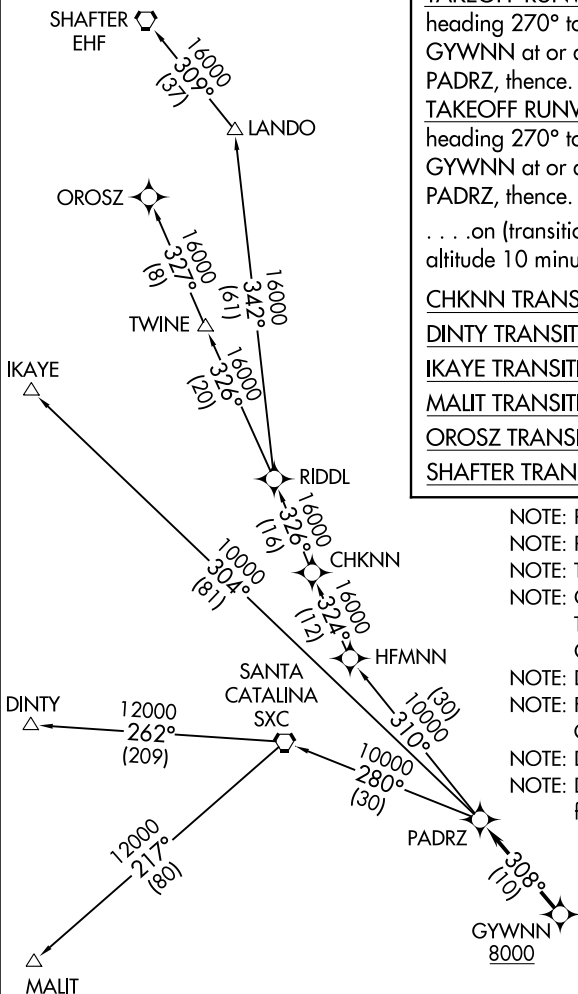 SHAFTER
EHF
16000
309°
(37)
LANDO
OROSZ
16000
327°
(8)
16000
342°
(61)
TWINE
16000
326°
(20)
IKAYE
RIDDL
16000
326°
(16)
CHKNN
10000
304°
(81)
16000
324°
(12)
HFMNN
SANTA
CATALINA
SXC
DINTY
12000
262°
(209)
(30)
10000
310°
10000
280°
(30)
PADRZ
12000
217°
(80)
308°
(10)
GYWNN
8000
MALIT
heading 270° to
GYWNN at or
PADRZ, thence.
TAKEOFF RUNW
heading 270° to
GYWNN at or
PADRZ, thence.
. . . .on (transitio
altitude 10 minu
CHKNN TRANS
DINTY TRANSIT
IKAYE TRANSITI
MALIT TRANSITI
OROSZ TRANSI
SHAFTER TRAN
NOTE:
NOTE:
NOTE: T
NOTE:
T
NOTE: D
NOTE:
NOTE: D
NOTE: D
f